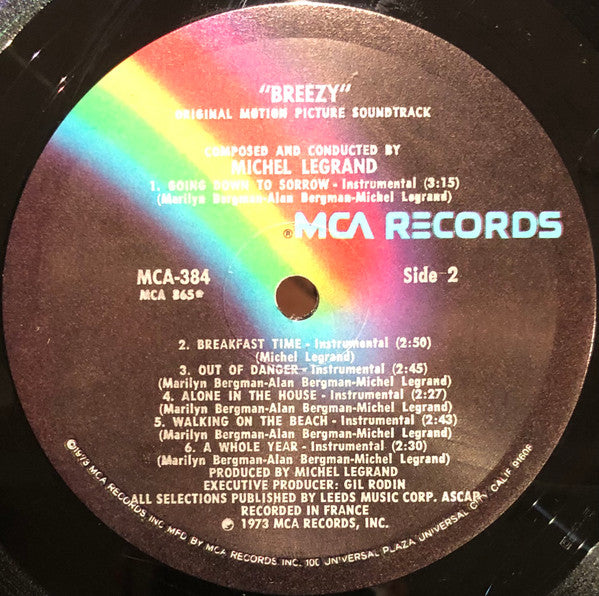 "BREEZY"
ORIGINAL MOTION PICTURE SOUNDTRACK
COMPOSED AND CONDUCTED BY
MICHEL LEGRAND
1. GOING DOWN TO SORROW - Instrumental (3:15)
(Marilyn Bergman-Alan Bergman-Michel Legrand)
®MCA RECORDS
MCA-384
MCA 865*
Side 2
2. BREAKFAST TIME - Instrumental (2:50)
(Michel Legrand)
3. OUT OF DANGER - Instrumental (2:45)
(Marilyn Bergman-Alan Bergman-Michel Legrand)
4. ALONE IN THE HOUSE - Instrumental (2:27)
(Marilyn Bergman-Alan Bergman-Michel Legrand)
5. WALKING ON THE BEACH - Instrumental (2:43)
(Marilyn Bergman-Alan Bergman-Michel Legrand)
6. A WHOLE YEAR - Instrumental (2:30)
(Marilyn Bergman-Alan Bergman-Michel Legrand)
PRODUCED BY MICHEL LEGRAND
EXECUTIVE PRODUCER: GIL RODIN
ALL SELECTIONS PUBLISHED BY LEEDS MUSIC CORP. ASCAP
RECORDED IN FRANCE
℗ 1973 MCA RECORDS, INC.
©1973 MCA RECORDS, INC. MFD BY MCA RECORDS INC. 100 UNIVERSAL PLAZA UNIVERSAL CITY, CALIF. 91608